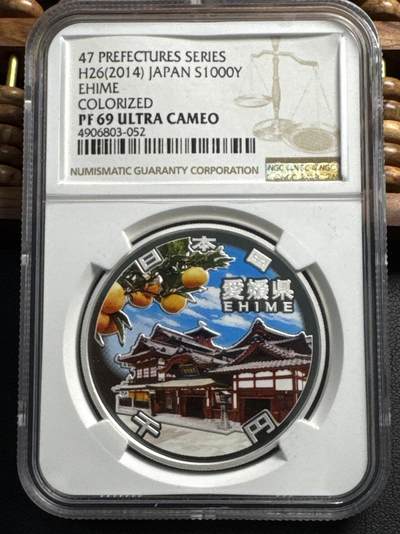 47 PREFECTURES SERIES
H26(2014) JAPAN S1000Y
EHIME
COLORIZED
PF 69 ULTRA CAMEO
4906803-052
NUMISMATIC GUARANTY CORPORATION
日本国
愛媛県
EHIME
千円